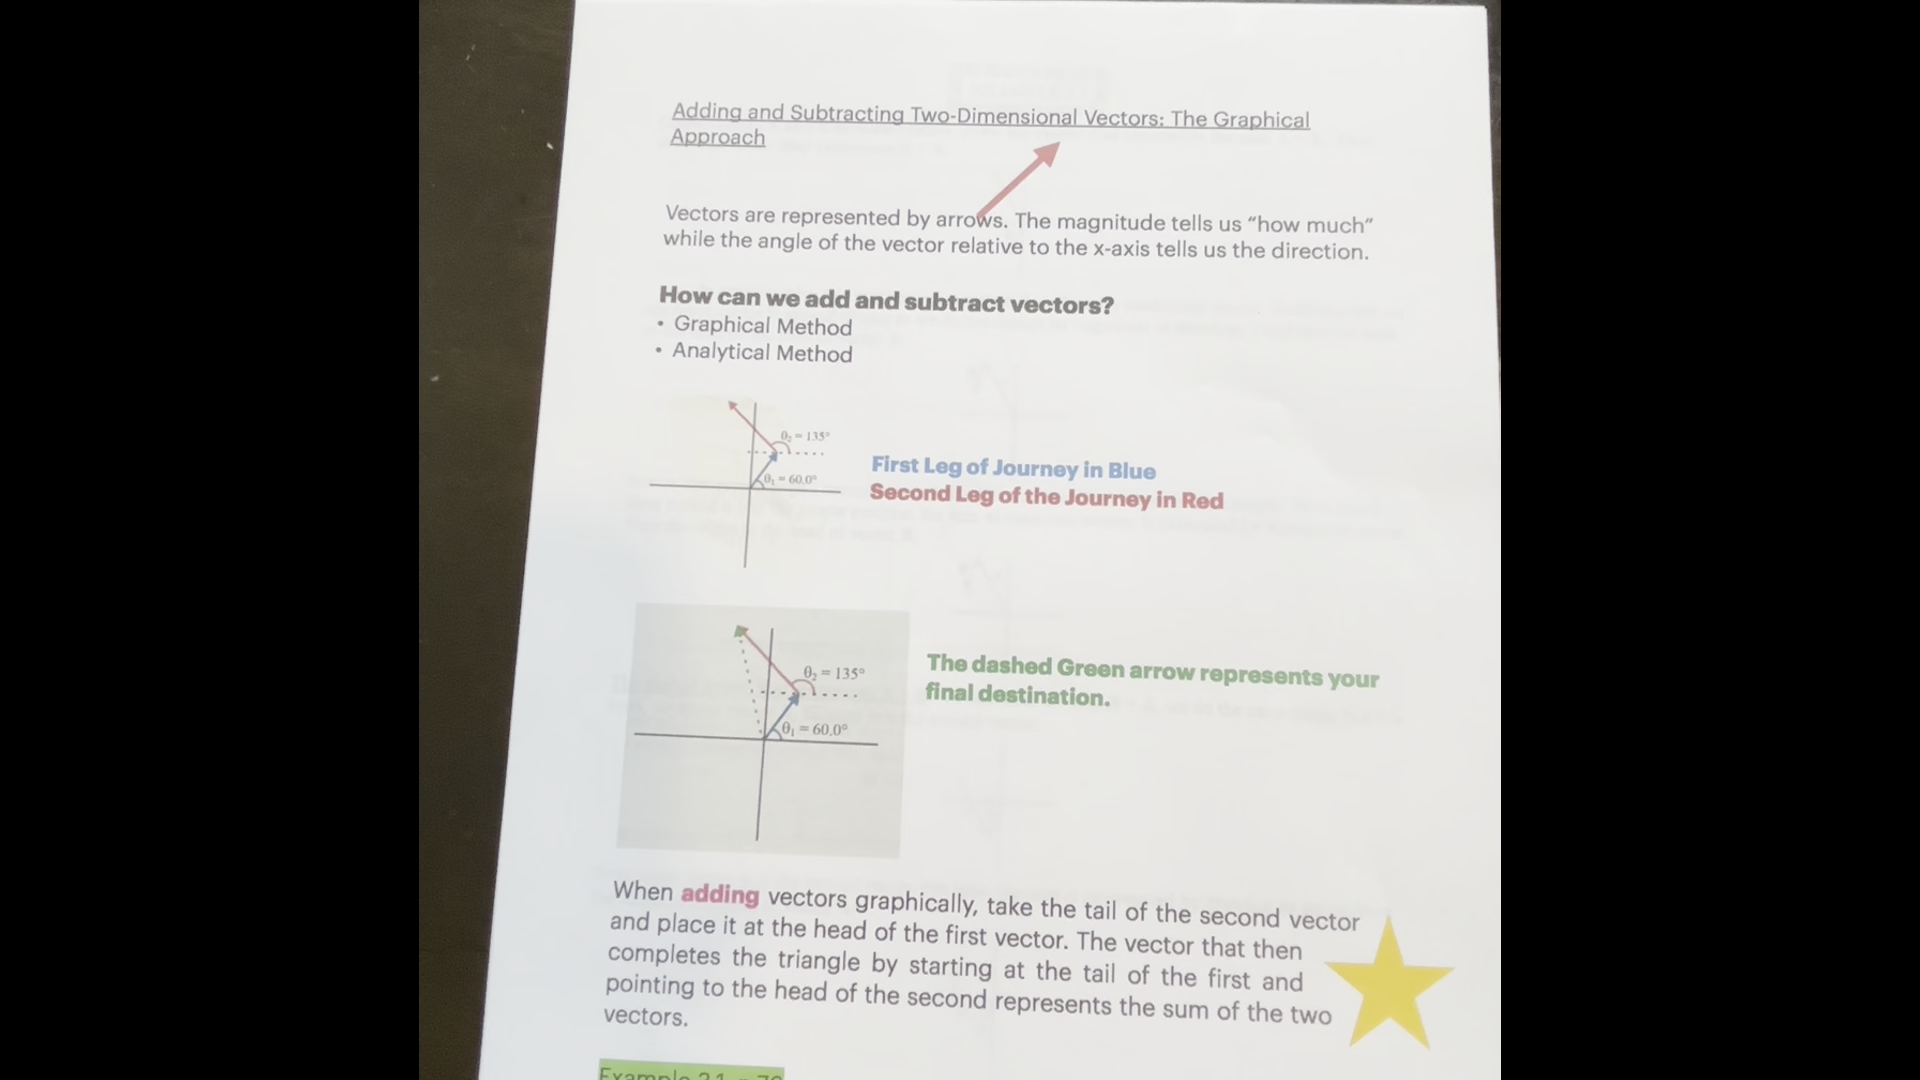 Adding and Subtracting Two-Dimensional Vectors: The Graphical
Approach
Vectors are represented by arrows. The magnitude tells us “how much”
while the angle of the vector relative to the x-axis tells us the direction.
How can we add and subtract vectors?
• Graphical Method
• Analytical Method
θ₂ = 135°
θ₁ = 60.0°
First Leg of Journey in Blue
Second Leg of the Journey in Red
θ₂ = 135°
θ₁ = 60.0°
The dashed Green arrow represents your
final destination.
When adding vectors graphically, take the tail of the second vector
and place it at the head of the first vector. The vector that then
completes the triangle by starting at the tail of the first and
pointing to the head of the second represents the sum of the two
vectors.
Example